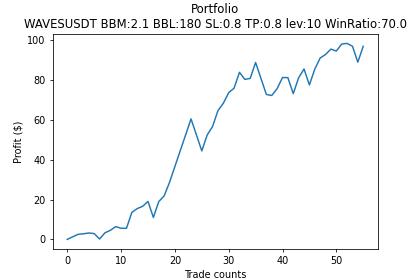 Portfolio
WAVESUSDT BBM:2.1 BBL:180 SL:0.8 TP:0.8 lev:10 WinRatio:70.0
100
80
60
40
20
0
Profit ($)
0 10 20 30 40 50
Trade counts